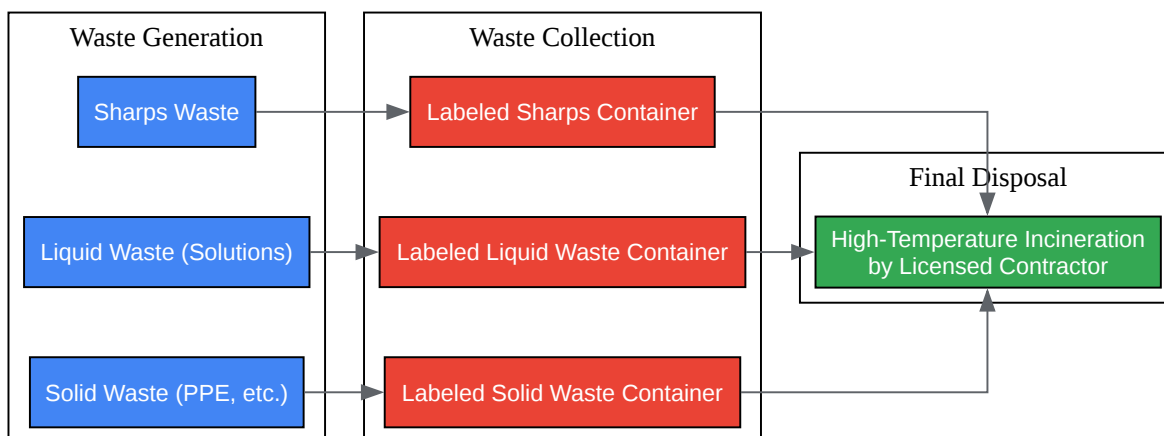 Waste Generation
Waste Collection
Sharps Waste
Labeled Sharps Container
Final Disposal
Liquid Waste (Solutions)
Labeled Liquid Waste Container
High-Temperature Incineration
by Licensed Contractor
Solid Waste (PPE, etc.)
Labeled Solid Waste Container